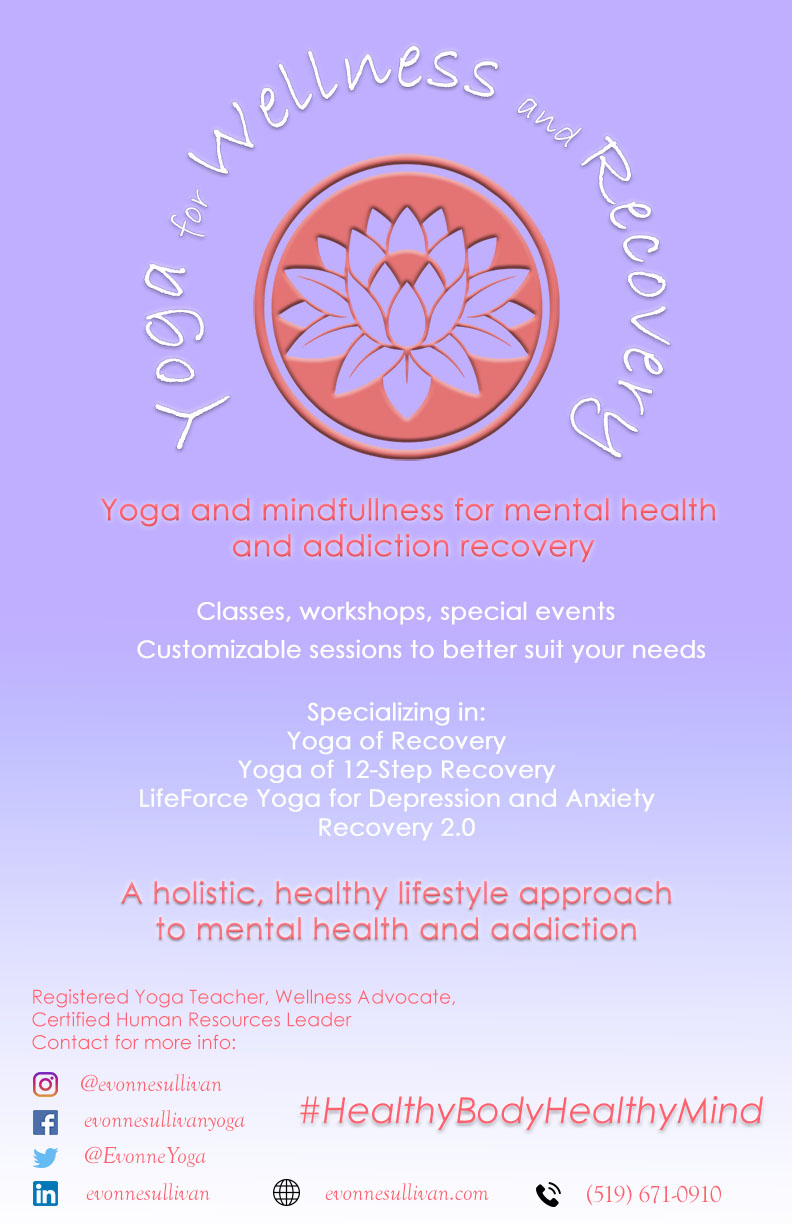 Yoga for Wellness and Recovery
Yoga and mindfullness for mental health
and addiction recovery
Classes, workshops, special events
Customizable sessions to better suit your needs
Specializing in:
Yoga of Recovery
Yoga of 12-Step Recovery
LifeForce Yoga for Depression and Anxiety
Recovery 2.0
A holistic, healthy lifestyle approach
to mental health and addiction
Registered Yoga Teacher, Wellness Advocate,
Certified Human Resources Leader
Contact for more info:
@evonnesullivan
evonnesullivanyoga
#HealthyBodyHealthyMind
@EvonneYoga
evonnesullivan
evonnesullivan.com
(519) 671-0910